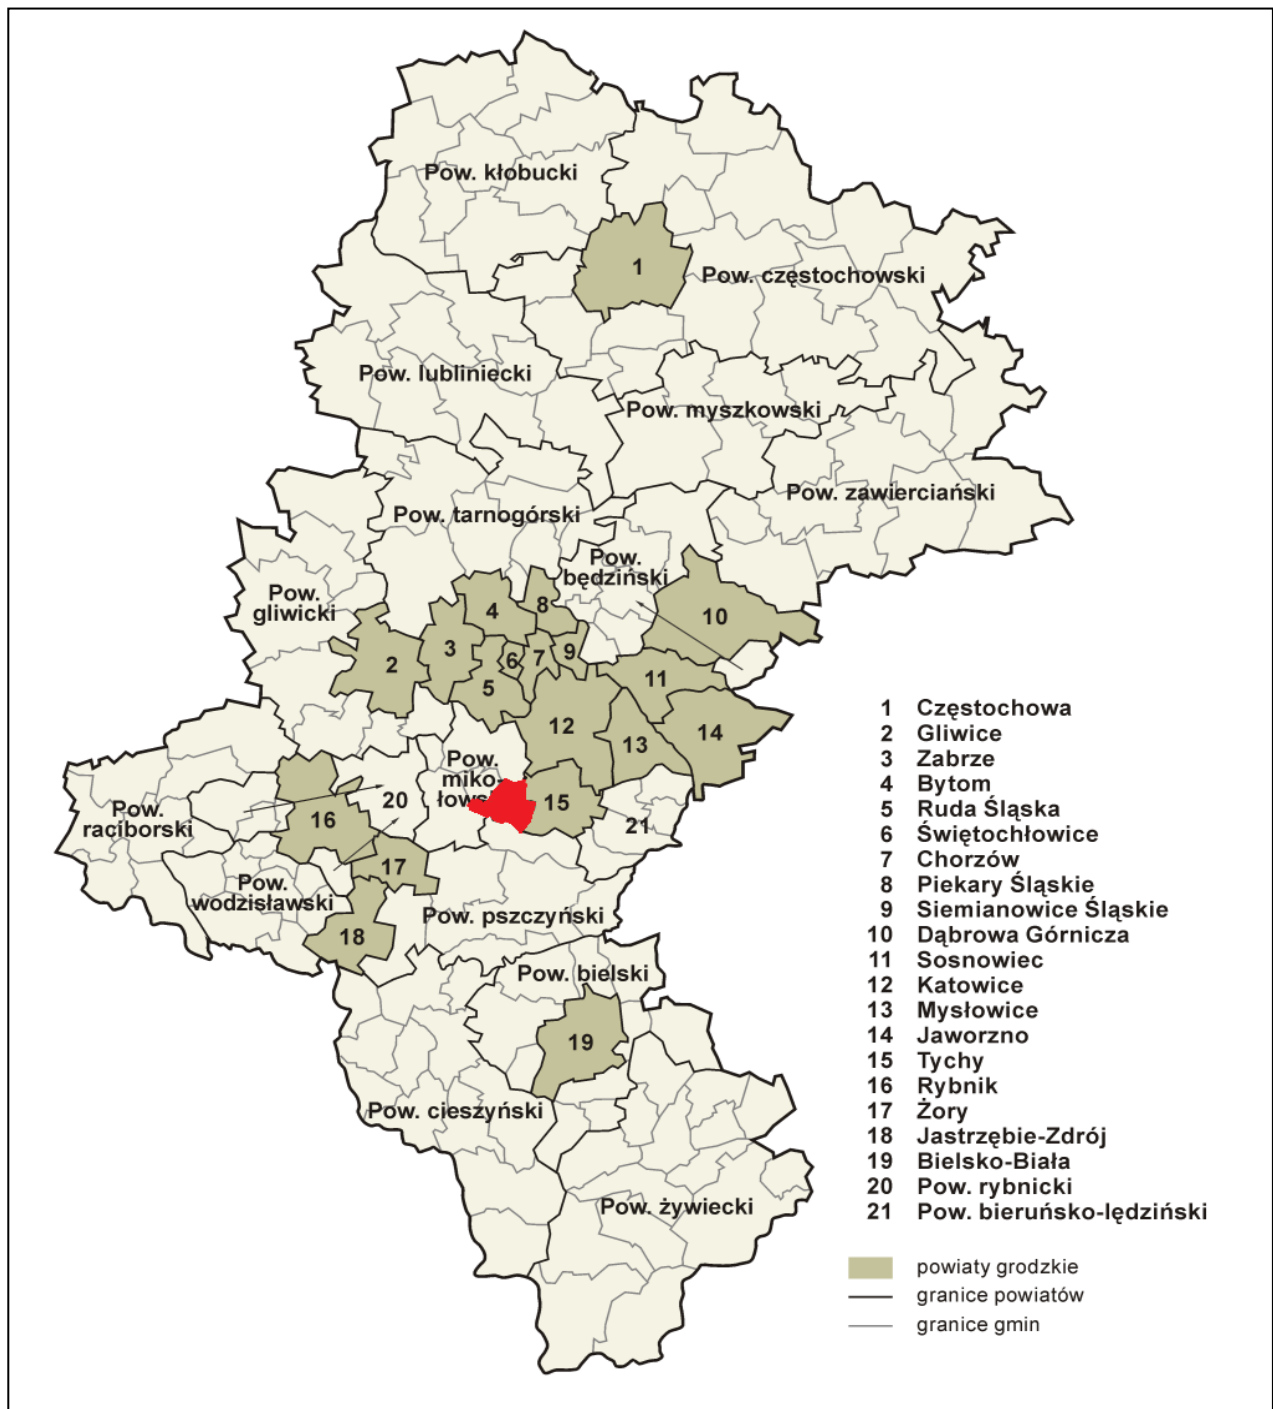 Pow. kłobucki
1
Pow. częstochowski
Pow. lubliniecki
Pow. myszkowski
Pow. zawierciański
Pow. tarnogórski
Pow.
będziński
Pow.
gliwicki
4
8
10
3
9
2
6
7
5
11
12
13
14
Pow.
miko-
łows
15
20
Pow.
raciborski
16
21
17
Pow.
wodzisławski
Pow. pszczyński
18
Pow. bielski
19
Pow. cieszyński
Pow. żywiecki
1 Częstochowa
2 Gliwice
3 Zabrze
4 Bytom
5 Ruda Śląska
6 Świętochłowice
7 Chorzów
8 Piekary Śląskie
9 Siemianowice Śląskie
10 Dąbrowa Górnicza
11 Sosnowiec
12 Katowice
13 Mysłowice
14 Jaworzno
15 Tychy
16 Rybnik
17 Żory
18 Jastrzębie-Zdrój
19 Bielsko-Biała
20 Pow. rybnicki
21 Pow. bieruńsko-lędziński
powiaty grodzkie
granice powiatów
granice gmin